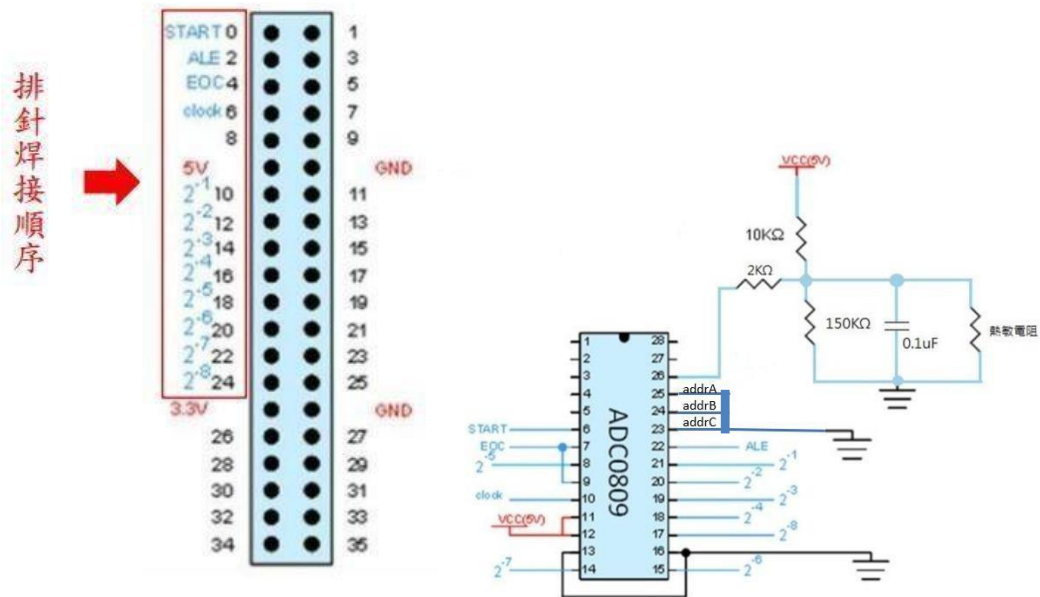 排針焊接順序
START 0 1
ALE 2 3
EOC 4 5
clock 6 7
8 9
5V GND
2-1 10 11
2-2 12 13
2-3 14 15
2-4 16 17
2-5 18 19
2-6 20 21
2-7 22 23
2-8 24 25
3.3V GND
26 27
28 29
30 31
32 33
34 35
VCC(5V)
10KΩ
2KΩ
150KΩ
0.1uF
熱敏電阻
ADC0809
1 28
2 27
3 26
4 25 addrA
5 24 addrB
START 6 23 addrC
EOC 7 22 ALE
2-5 8 21 2-1
9 20 2-2
clock 10 19 2-3
VCC(5V) 11 18 2-4
12 17 2-8
13 16
2-7 14 15 2-6